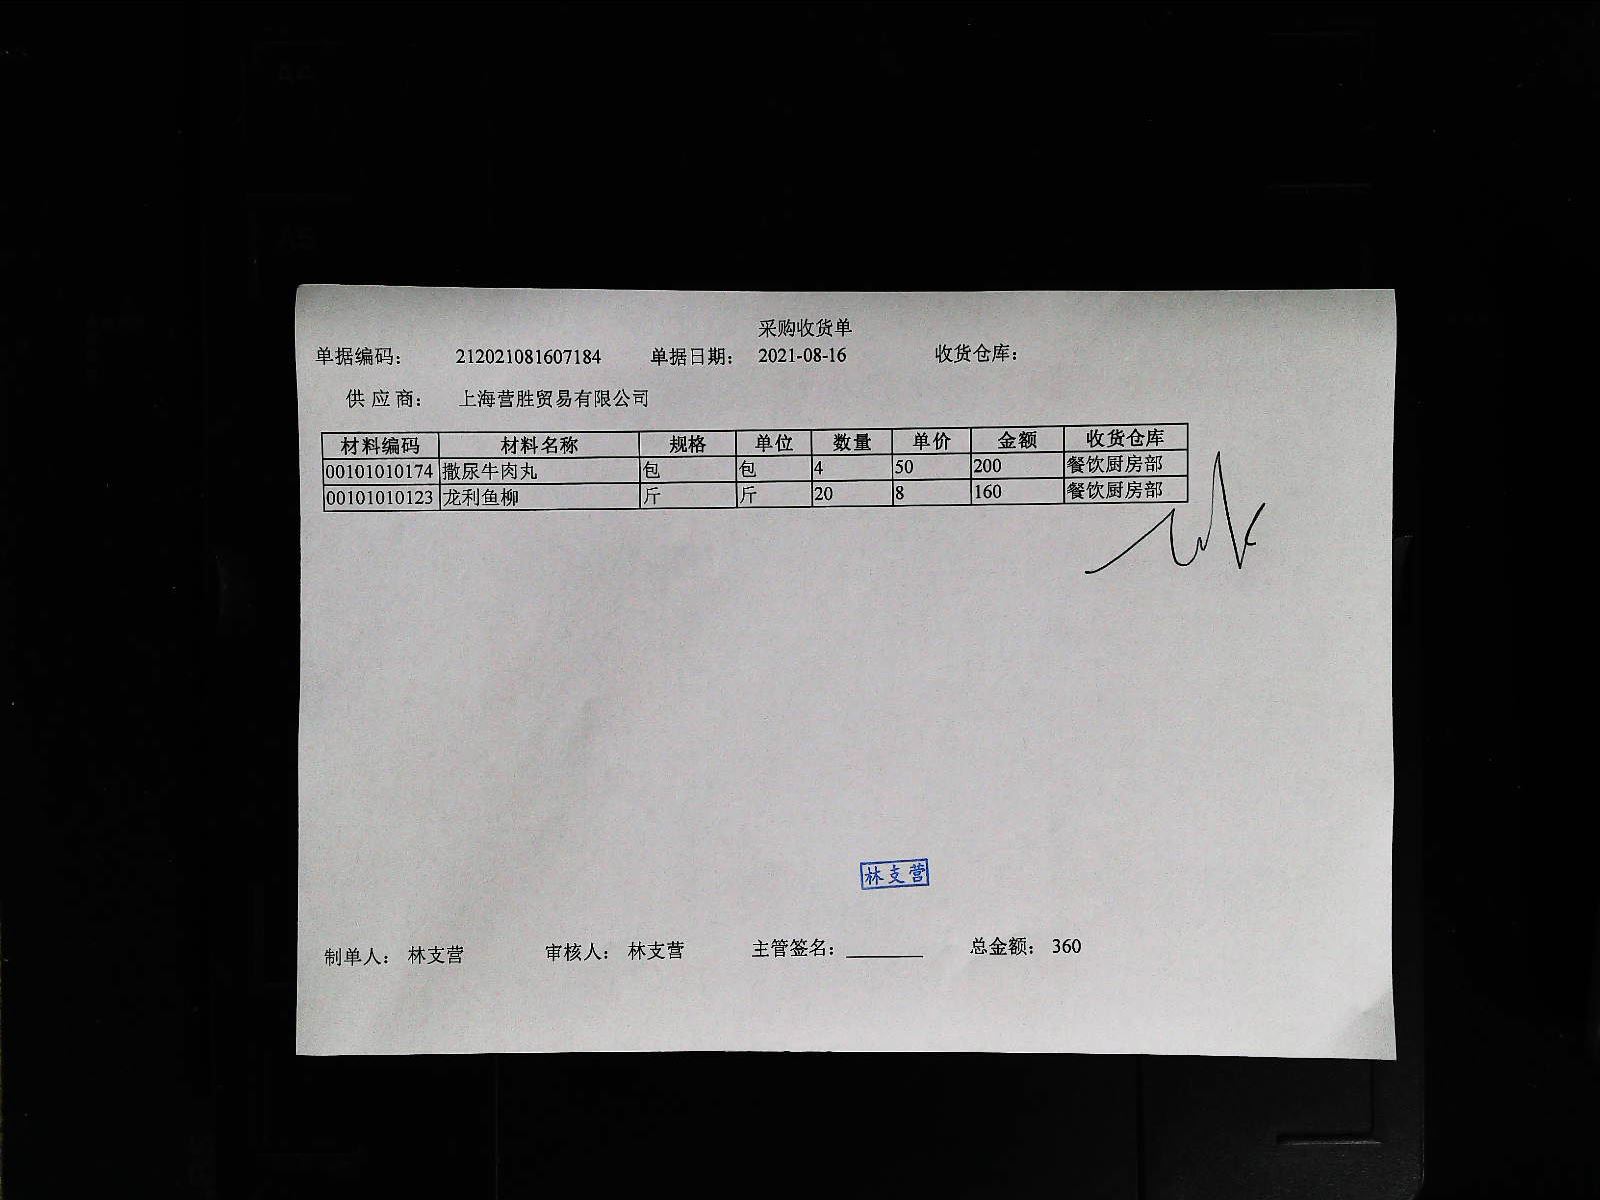 采购收货单
单据编码： 212021081607184 单据日期： 2021-08-16 收货仓库：
供 应 商： 上海营胜贸易有限公司
材料编码 材料名称 规格 单位 数量 单价 金额 收货仓库
00101010174 撒尿牛肉丸 包 包 4 50 200 餐饮厨房部
00101010123 龙利鱼柳 斤 斤 20 8 160 餐饮厨房部
林支营
制单人： 林支营 审核人： 林支营 主管签名： 总金额： 360